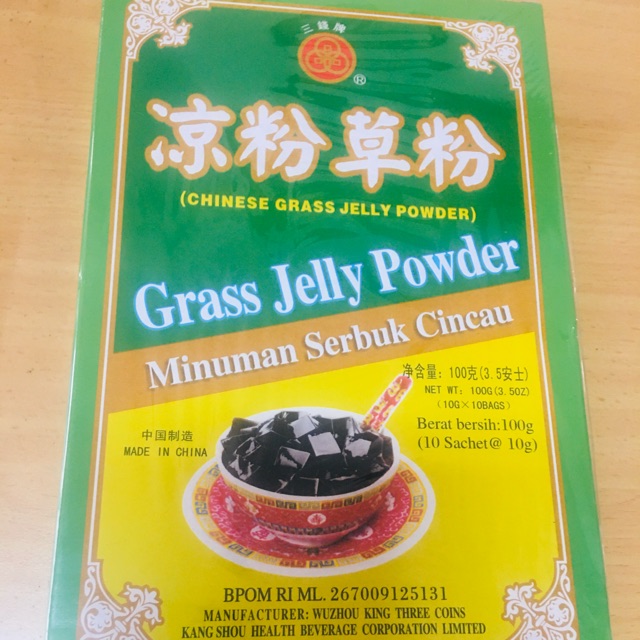 三錢牌
®
凉粉草粉
(CHINESE GRASS JELLY POWDER)
Grass Jelly Powder
Minuman Serbuk Cincau
净含量: 100克(3.5安士)
NET WT: 100G(3.5OZ)
(10G×10BAGS)
Berat bersih:100g
(10 Sachet@ 10g)
中国制造
MADE IN CHINA
BPOM RI ML. 267009125131
MANUFACTURER: WUZHOU KING THREE COINS
KANG SHOU HEALTH BEVERAGE CORPORATION LIMITED